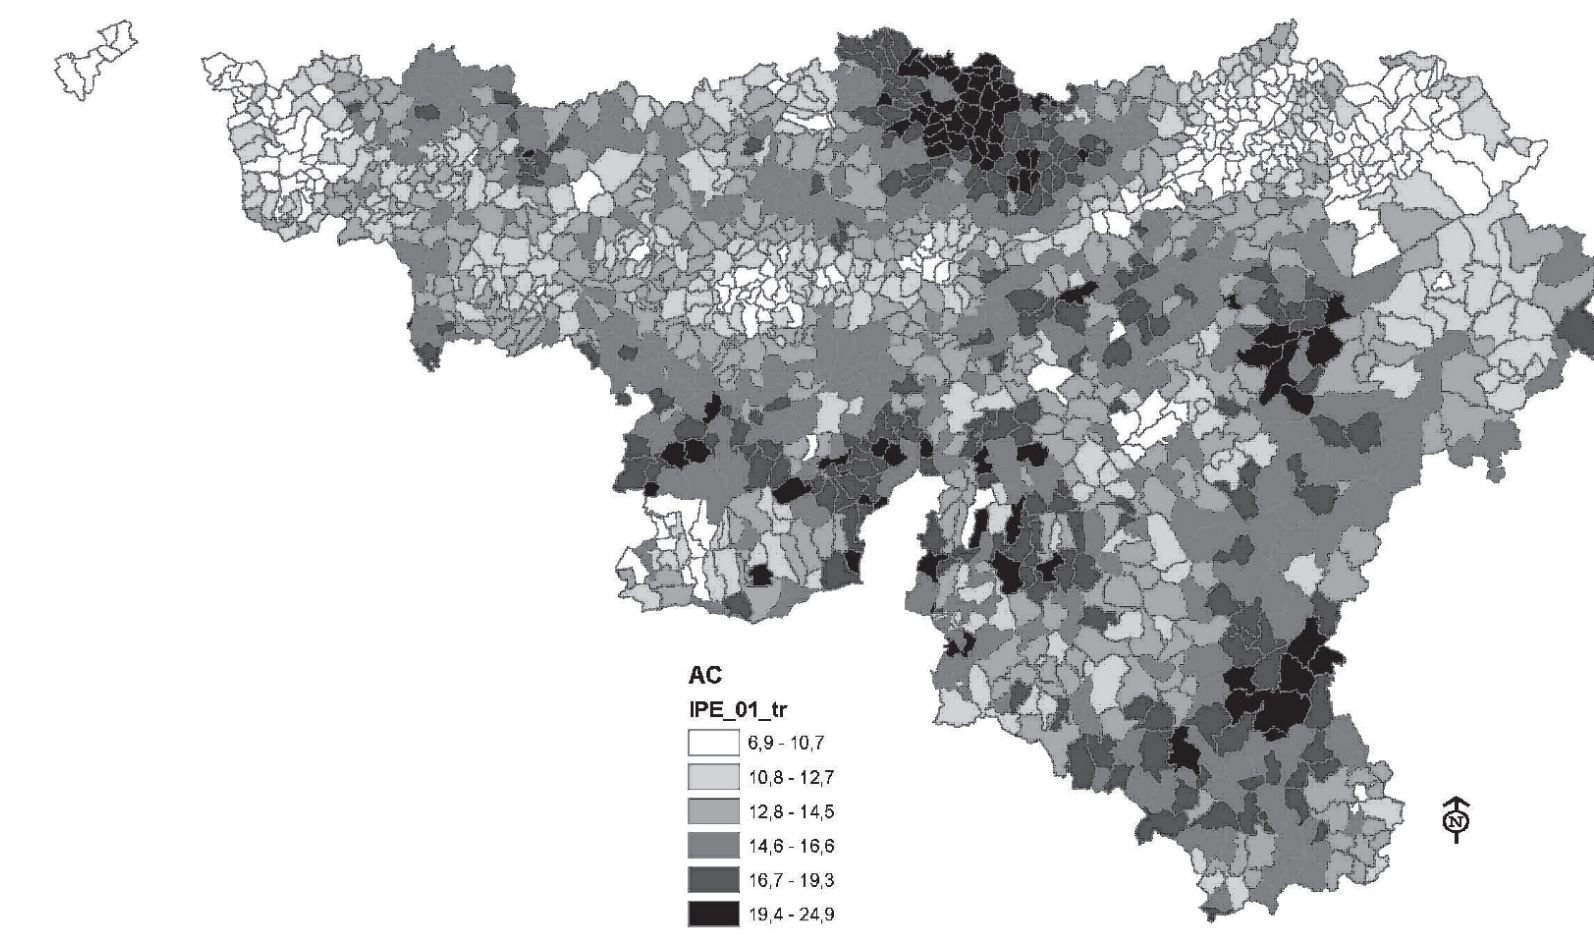 AC
IPE_01_tr
6,9 - 10,7
10,8 - 12,7
12,8 - 14,5
14,6 - 16,6
16,7 - 19,3
19,4 - 24,9
N